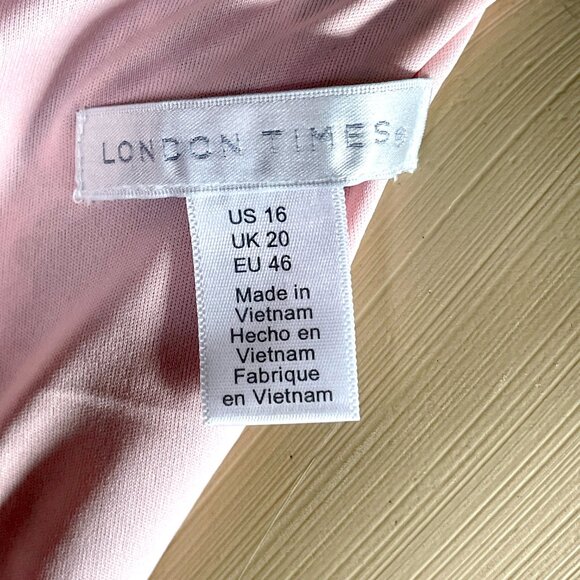 LONDON TIMES®
US 16
UK 20
EU 46
Made in
Vietnam
Hecho en
Vietnam
Fabrique
en Vietnam